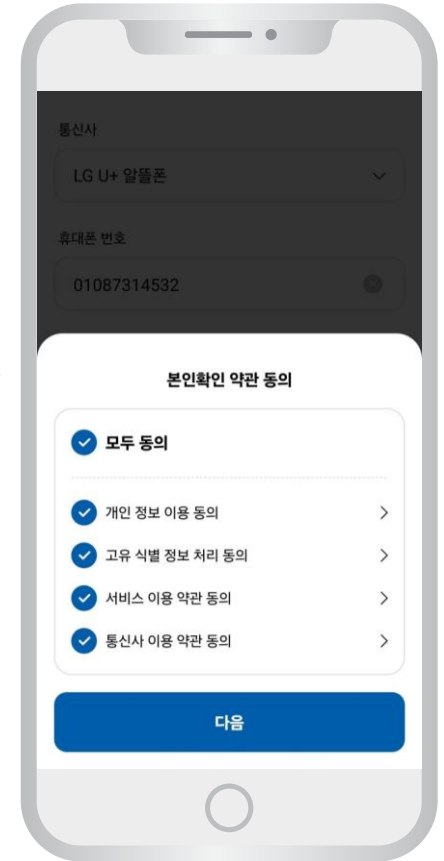 통신사
LG U+ 알뜰폰
휴대폰 번호
01087314532
본인확인 약관 동의
모두 동의
개인 정보 이용 동의
고유 식별 정보 처리 동의
서비스 이용 약관 동의
통신사 이용 약관 동의
다음